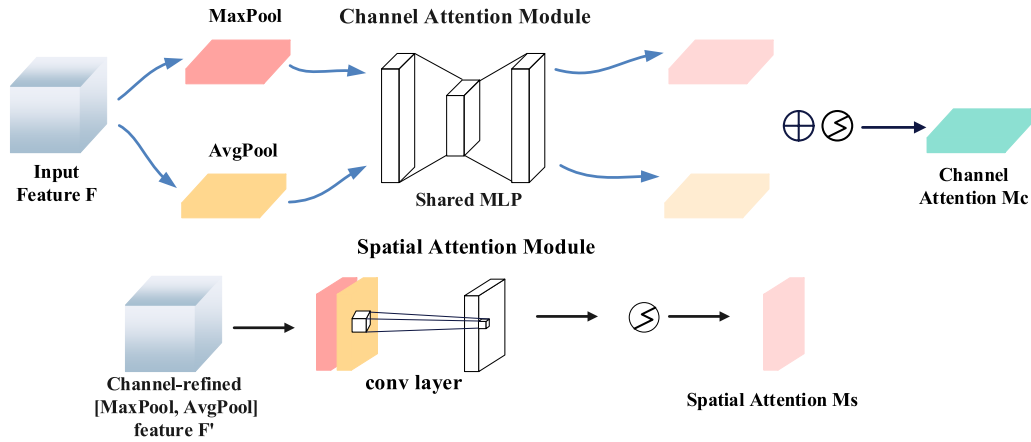 MaxPool
Channel Attention Module
Input
Feature F
AvgPool
Shared MLP
Channel
Attention Mc
Spatial Attention Module
Channel-refined
[MaxPool, AvgPool]
feature F'
conv layer
Spatial Attention Ms